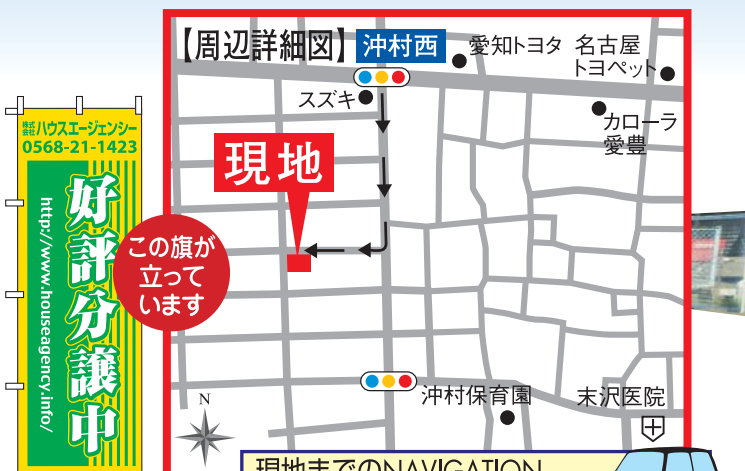 【周辺詳細図】
沖村西
愛知トヨタ
名古屋
トヨペット
スズキ
カローラ
愛豊
現地
株式会社ハウスエージェンシー
0568-21-1423
好評分譲中
http://www.houseagency.info/
この旗が
立って
います
沖村保育園
末沢医院
N
現地までのNAVIGATION